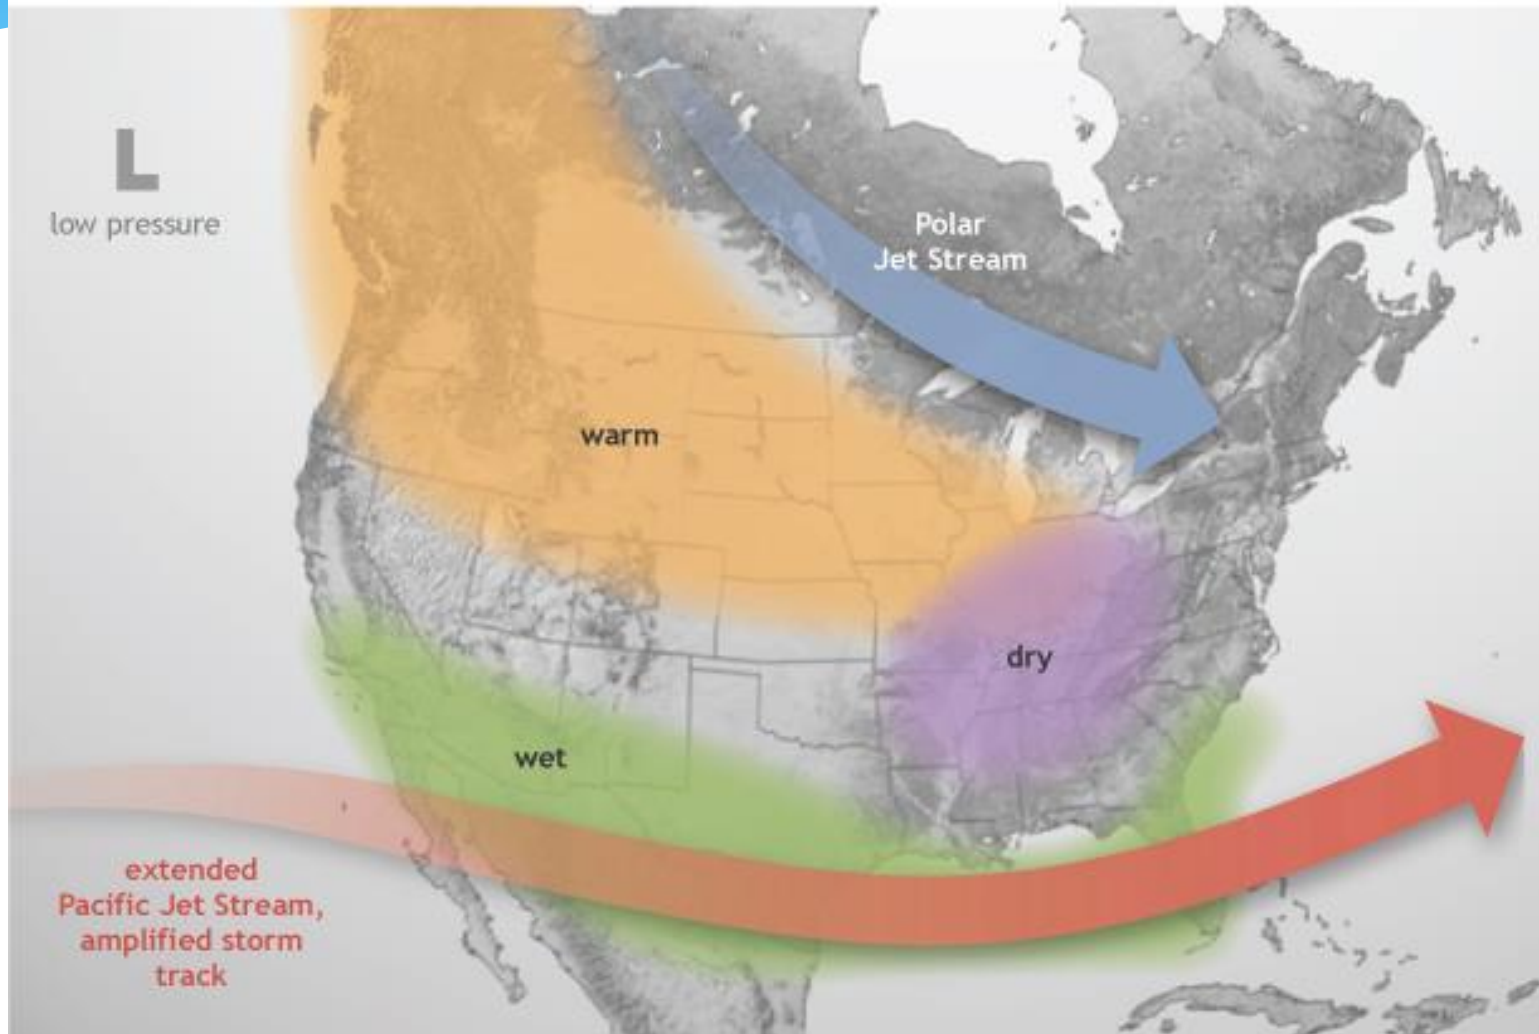 L
low pressure
Polar
Jet Stream
warm
dry
wet
extended
Pacific Jet Stream,
amplified storm
track